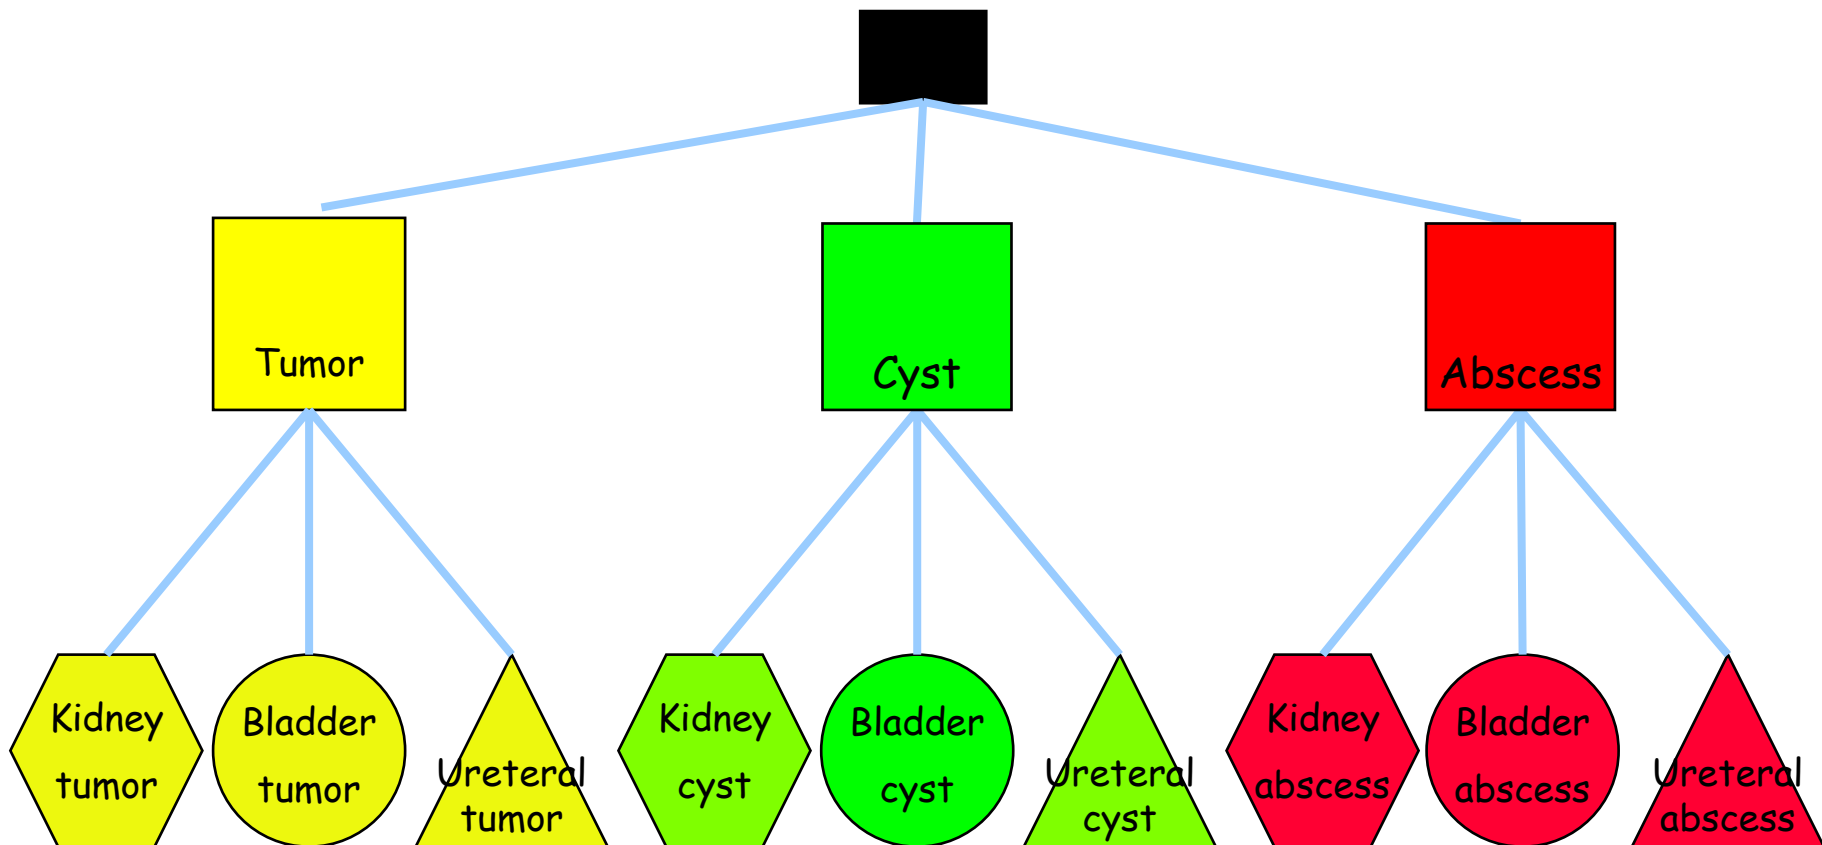 Tumor
Cyst
Abscess
Kidney
tumor
Bladder
tumor
Ureteral
tumor
Kidney
cyst
Bladder
cyst
Ureteral
cyst
Kidney
abscess
Bladder
abscess
Ureteral
abscess